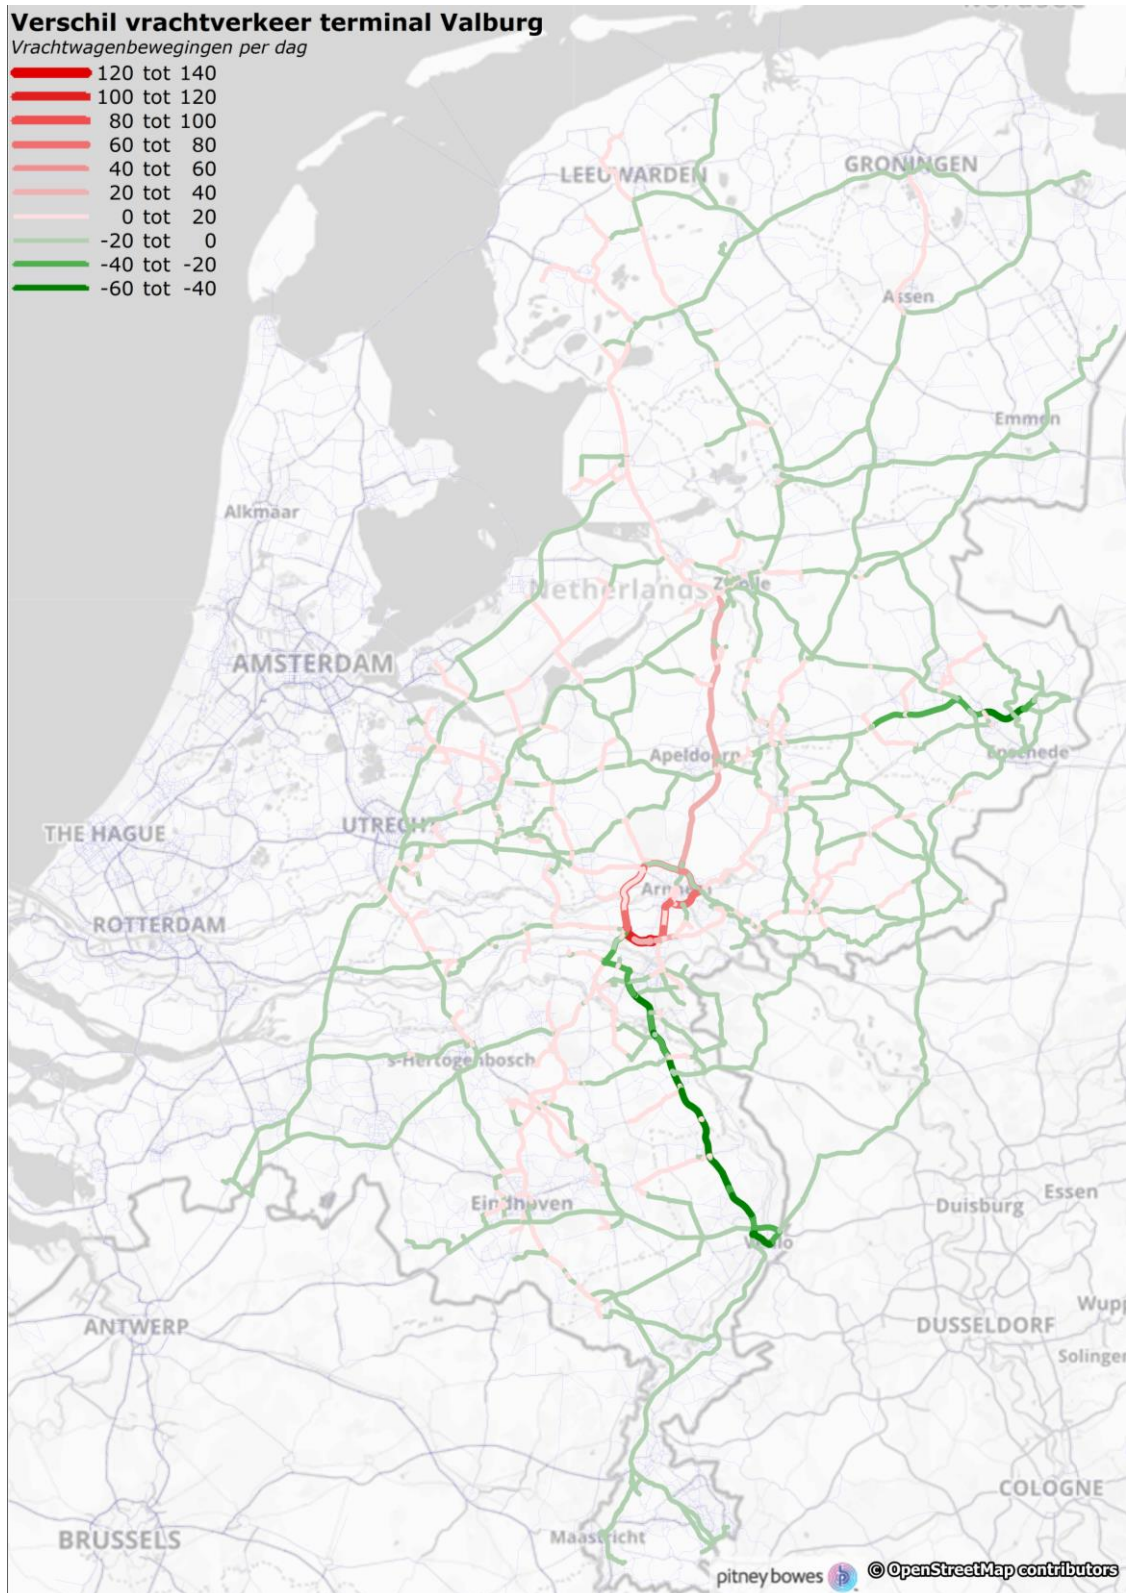 Verschil vrachtverkeer terminal Valburg
Vrachtwagenbewegingen per dag
120 tot 140
100 tot 120
80 tot 100
60 tot 80
40 tot 60
20 tot 40
0 tot 20
-20 tot 0
-40 tot -20
-60 tot -40
LEEUWARDEN
GRONINGEN
Assen
Emmen
Alkmaar
Netherlands
AMSTERDAM
Apeldoorn
Enschede
THE HAGUE
ROTTERDAM
s-Hertogenbosch
Eindhoven
Duisburg
Essen
ANTWERP
DUSSELDORF
Solingen
COLOGNE
BRUSSELS
Maastricht
pitney bowes
© OpenStreetMap contributors